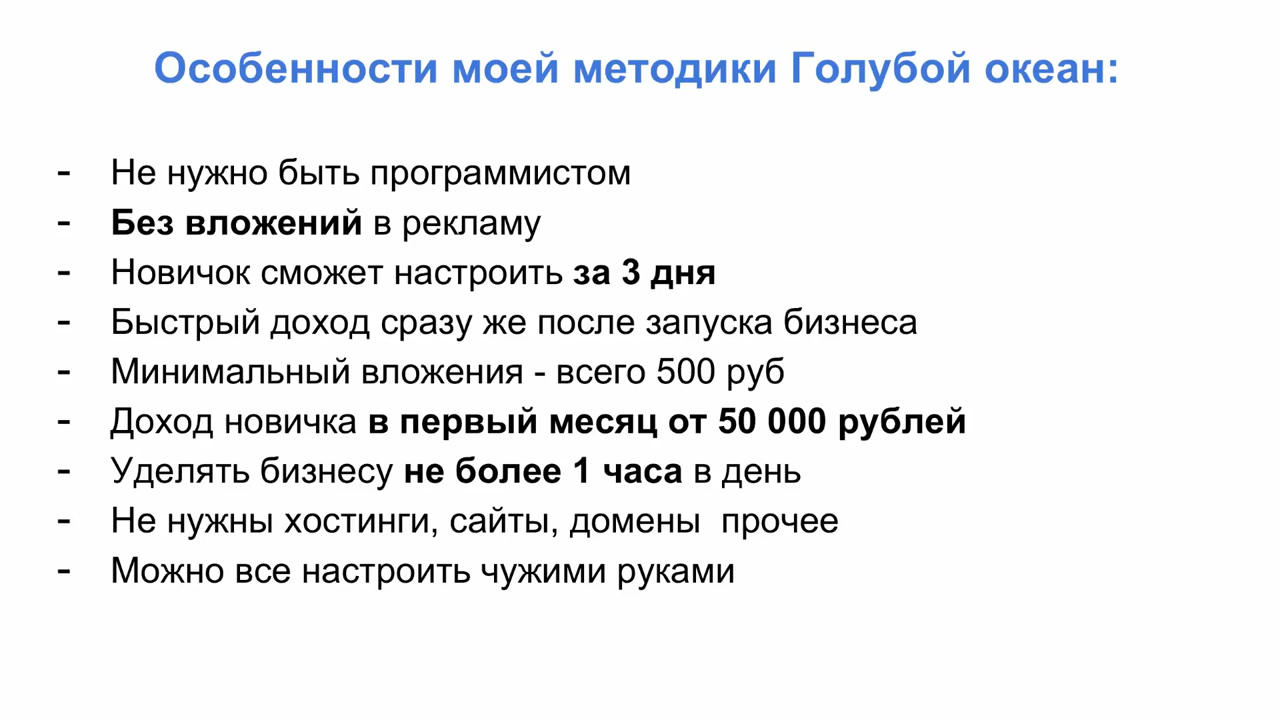 Особенности моей методики Голубой океан:
- Не нужно быть программистом
- Без вложений в рекламу
- Новичок сможет настроить за 3 дня
- Быстрый доход сразу же после запуска бизнеса
- Минимальный вложения - всего 500 руб
- Доход новичка в первый месяц от 50 000 рублей
- Уделять бизнесу не более 1 часа в день
- Не нужны хостинги, сайты, домены  прочее
- Можно все настроить чужими руками